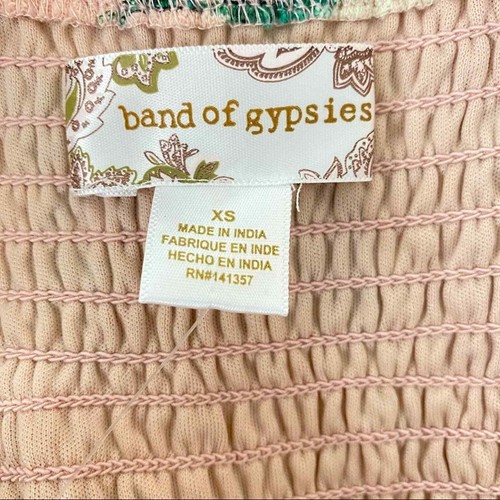 band of gypsies
XS
MADE IN INDIA
FABRIQUE EN INDE
HECHO EN INDIA
RN#141357